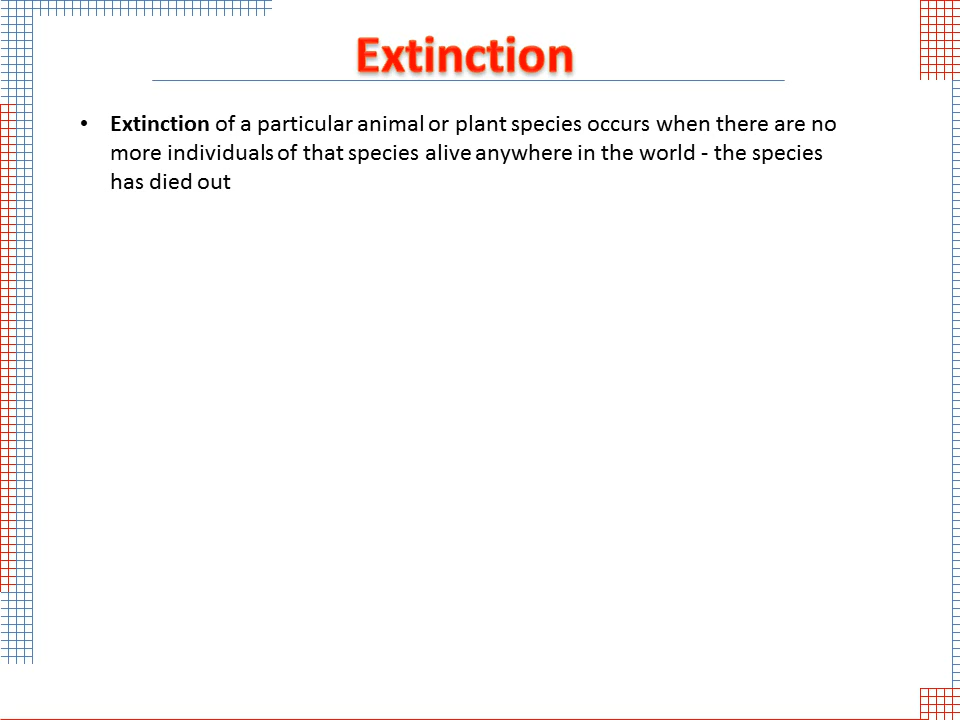 Extinction
• Extinction of a particular animal or plant species occurs when there are no
more individuals of that species alive anywhere in the world - the species
has died out